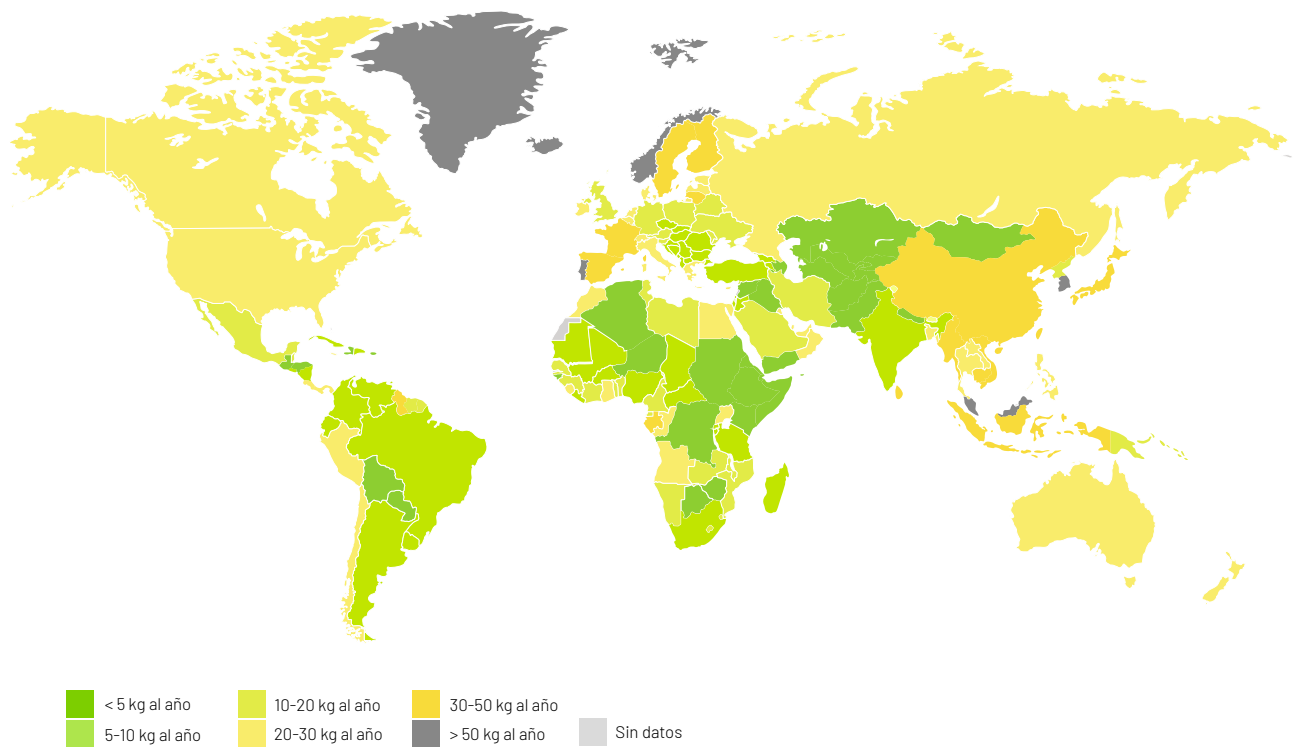 < 5 kg al año
5-10 kg al año
10-20 kg al año
20-30 kg al año
30-50 kg al año
> 50 kg al año
Sin datos